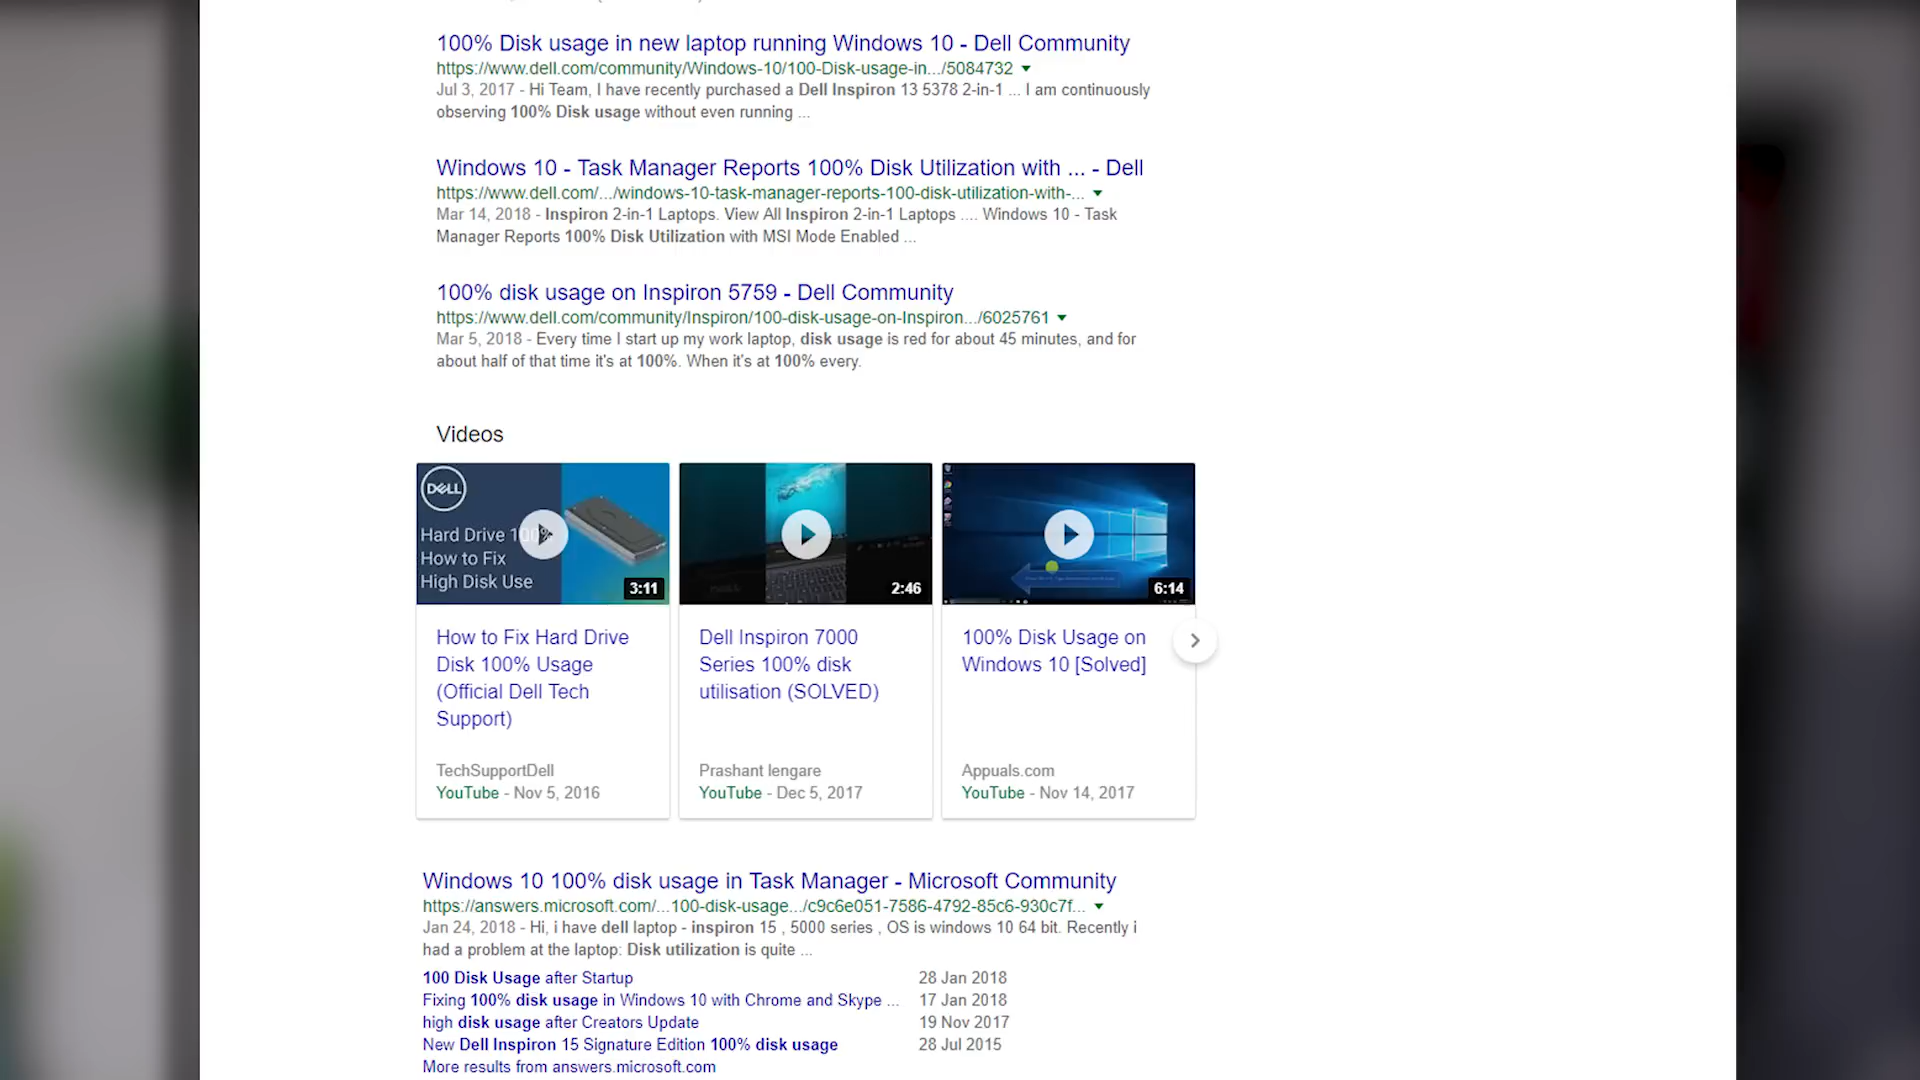 100% Disk usage in new laptop running Windows 10 - Dell Community
https://www.dell.com/community/Windows-10/100-Disk-usage-in.../5084732
Jul 3, 2017 - Hi Team, I have recently purchased a Dell Inspiron 13 5378 2-in-1 ... I am continuously
observing 100% Disk usage without even running ...
Windows 10 - Task Manager Reports 100% Disk Utilization with ... - Dell
https://www.dell.com/.../windows-10-task-manager-reports-100-disk-utilization-with-...
Mar 14, 2018 - Inspiron 2-in-1 Laptops. View All Inspiron 2-in-1 Laptops .... Windows 10 - Task
Manager Reports 100% Disk Utilization with MSI Mode Enabled ...
100% disk usage on Inspiron 5759 - Dell Community
https://www.dell.com/community/Inspiron/100-disk-usage-on-Inspiron.../6025761
Mar 5, 2018 - Every time I start up my work laptop, disk usage is red for about 45 minutes, and for
about half of that time it's at 100%. When it's at 100% every.
Videos
DELL
Hard Drive 100%
How to Fix
High Disk Use
3:11
2:46
6:14
How to Fix Hard Drive
Disk 100% Usage
(Official Dell Tech
Support)
TechSupportDell
YouTube - Nov 5, 2016
Dell Inspiron 7000
Series 100% disk
utilisation (SOLVED)
Prashant lengare
YouTube - Dec 5, 2017
100% Disk Usage on
Windows 10 [Solved]
Appuals.com
YouTube - Nov 14, 2017
Windows 10 100% disk usage in Task Manager - Microsoft Community
https://answers.microsoft.com/...100-disk-usage.../c9c6e051-7586-4792-85c6-930c7f...
Jan 24, 2018 - Hi, i have dell laptop - inspiron 15 , 5000 series , OS is windows 10 64 bit. Recently i
had a problem at the laptop: Disk utilization is quite ...
100 Disk Usage after Startup 28 Jan 2018
Fixing 100% disk usage in Windows 10 with Chrome and Skype ... 17 Jan 2018
high disk usage after Creators Update 19 Nov 2017
New Dell Inspiron 15 Signature Edition 100% disk usage 28 Jul 2015
More results from answers.microsoft.com